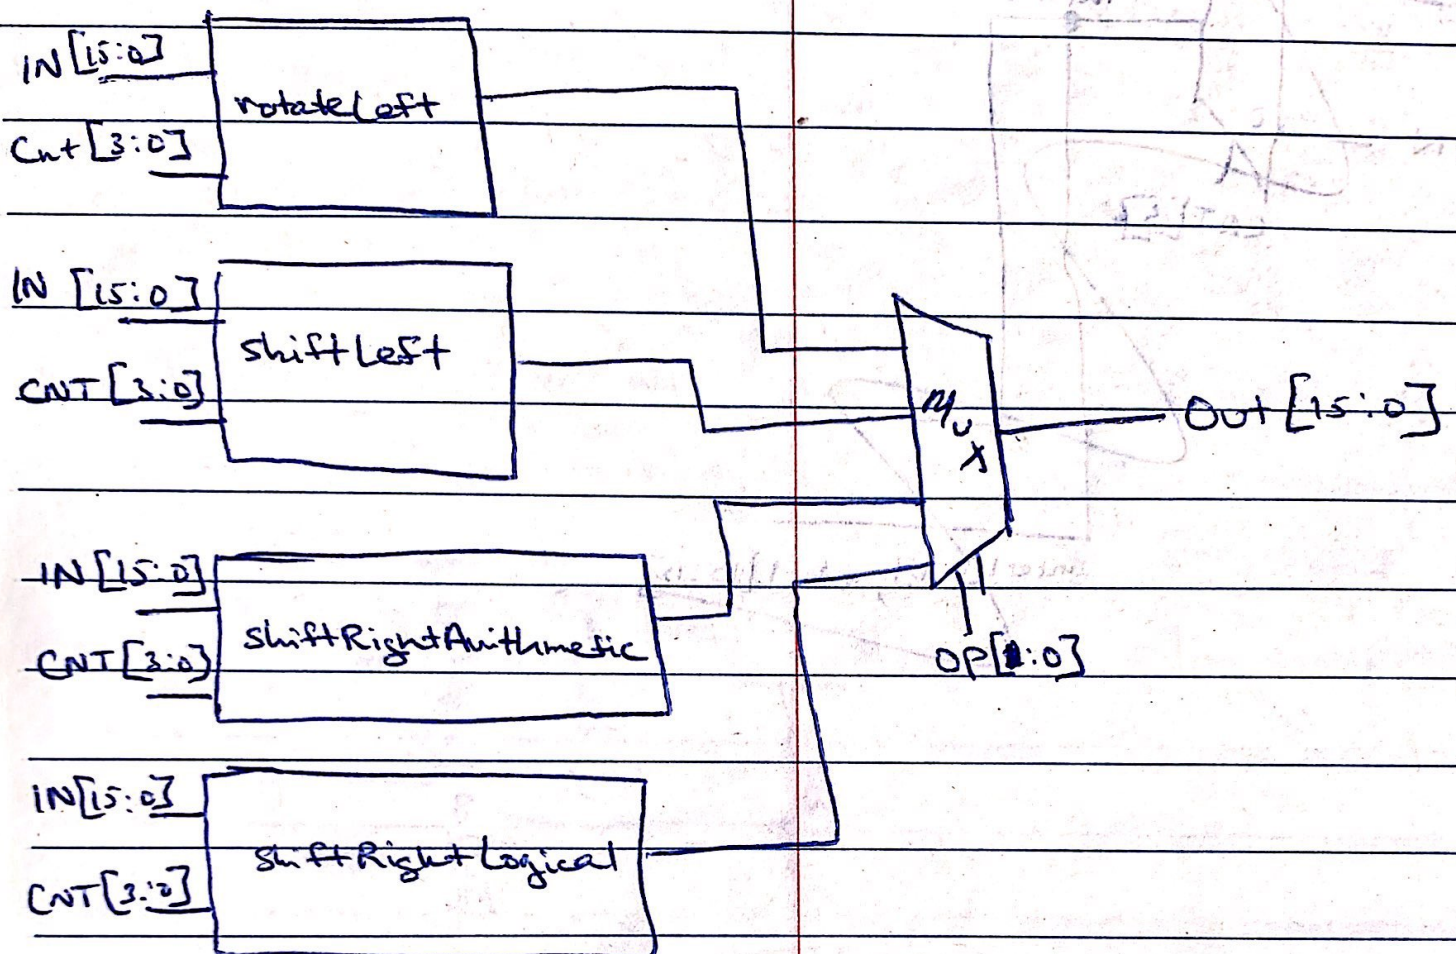 IN [15:0]
rotateLeft
Cnt [3:0]
IN [15:0]
shiftLeft
CNT [3:0]
Mux
Out [15:0]
IN [15:0]
shiftRightArithmetic
CNT [3:0]
OP[1:0]
IN[15:0]
shiftRightLogical
CNT [3:0]